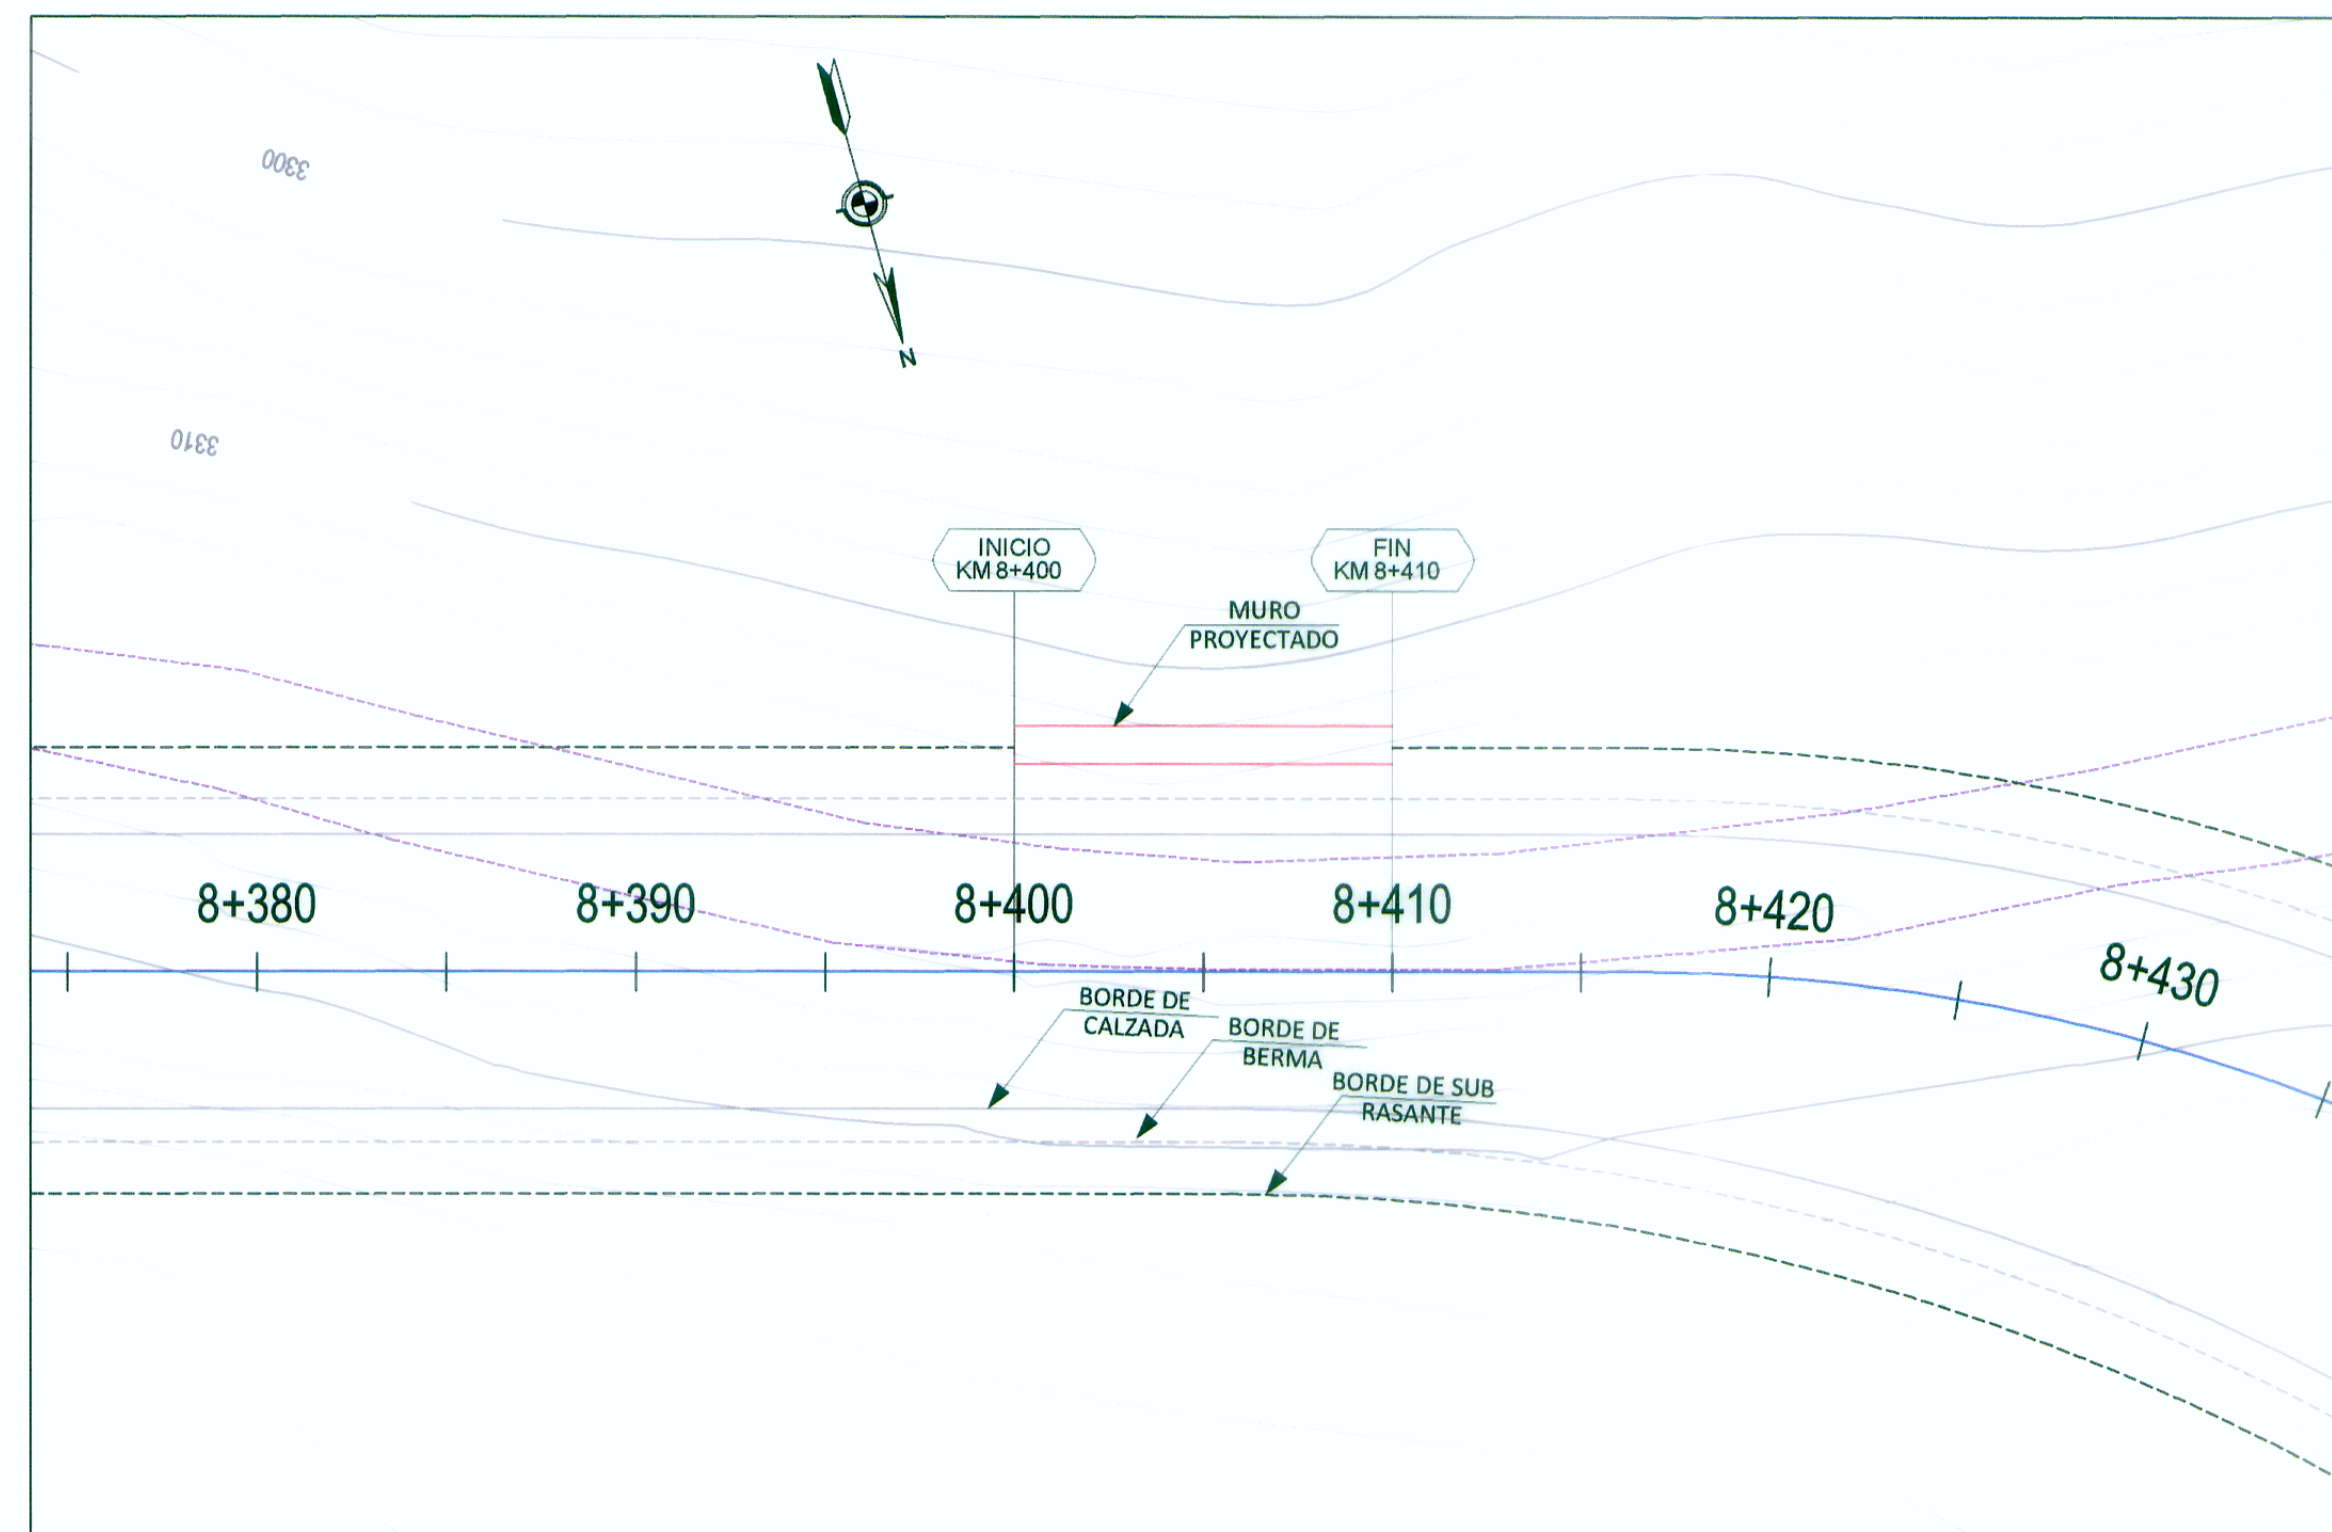 3300
N
3310
INICIO
KM 8+400
FIN
KM 8+410
MURO
PROYECTADO
8+380
8+390
8+400
8+410
8+420
8+430
BORDE DE
CALZADA
BORDE DE
BERMA
BORDE DE SUB
RASANTE